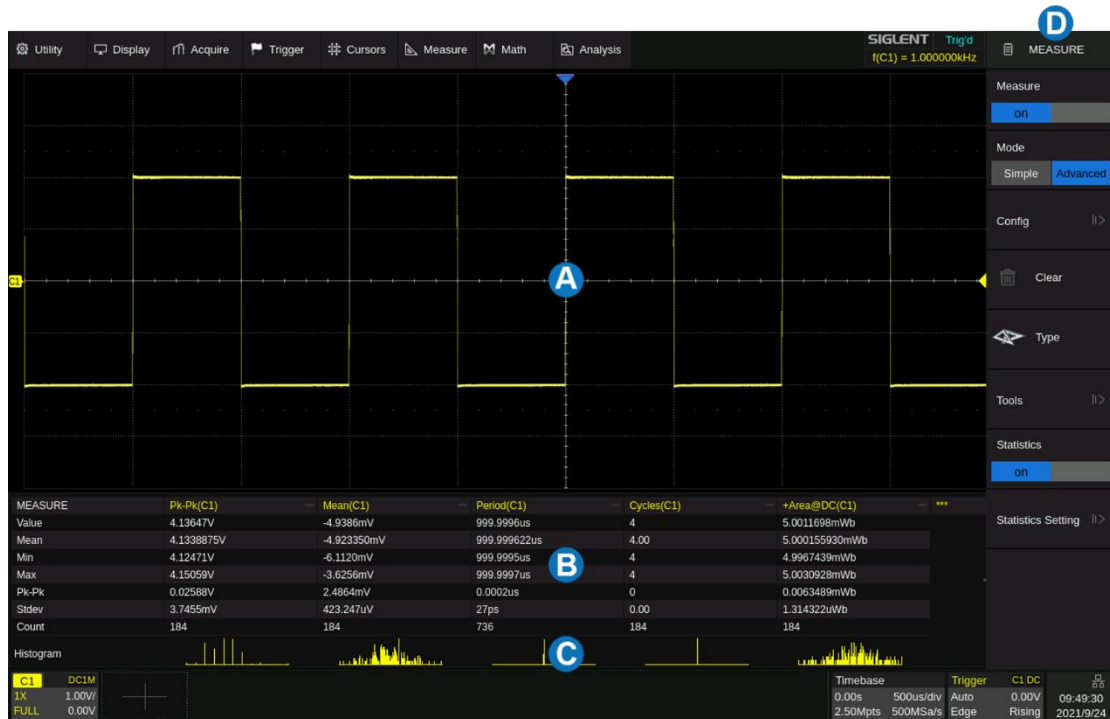 D
Utility Display Acquire Trigger Cursors Measure Math Analysis SIGLENT Trig'd MEASURE
f(C1) = 1.000000kHz
Measure
on
Mode
Simple Advanced
Config
C1
A
Clear
Type
Tools
Statistics
on
Statistics Setting
MEASURE Pk-Pk(C1) Mean(C1) Period(C1) Cycles(C1) +Area@DC(C1) ***
Value 4.13647V -4.9386mV 999.9996us 4 5.0011698mWb
Mean 4.1338875V -4.923350mV 999.999622us 4.00 5.000155930mWb
Min 4.12471V -6.1120mV 999.9995us 4 4.9967439mWb
B
Max 4.15059V -3.6256mV 999.9997us 4 5.0030928mWb
Pk-Pk 0.02588V 2.4864mV 0.0002us 0 0.0063489mWb
Stdev 3.7455mV 423.247uV 27ps 0.00 1.314322uWb
Count 184 184 736 184 184
Histogram
C
C1 DC1M
1X 1.00V/
FULL 0.00V
Timebase
0.00s 500us/div
2.50Mpts 500MSa/s
Trigger C1 DC
Auto 0.00V
Edge Rising
09:49:30
2021/9/24